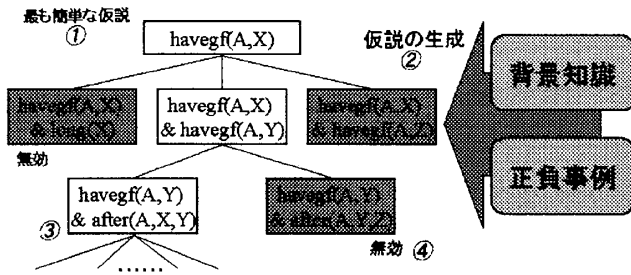 最も簡単な仮説
①
havegf(A,X)
仮説の生成
②
背景知識
正負事例
havegf(A,X)
& long(X)
無効
havegf(A,X)
& havegf(A,Y)
havegf(A,X)
& havegf(A,Z)
havegf(A,Y)
& after(A,X,Y)
③
havegf(A,Y)
& after(A,Y,Z)
無効
④
......